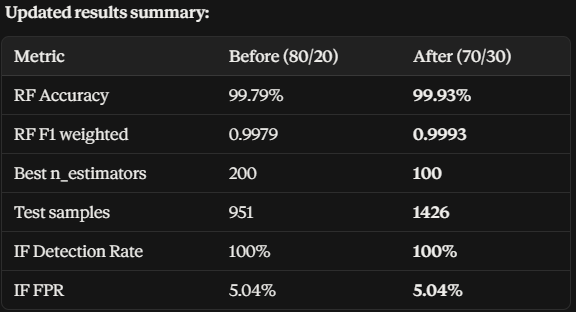 Updated results summary:
Metric Before (80/20) After (70/30)
RF Accuracy 99.79% 99.93%
RF F1 weighted 0.9979 0.9993
Best n_estimators 200 100
Test samples 951 1426
IF Detection Rate 100% 100%
IF FPR 5.04% 5.04%